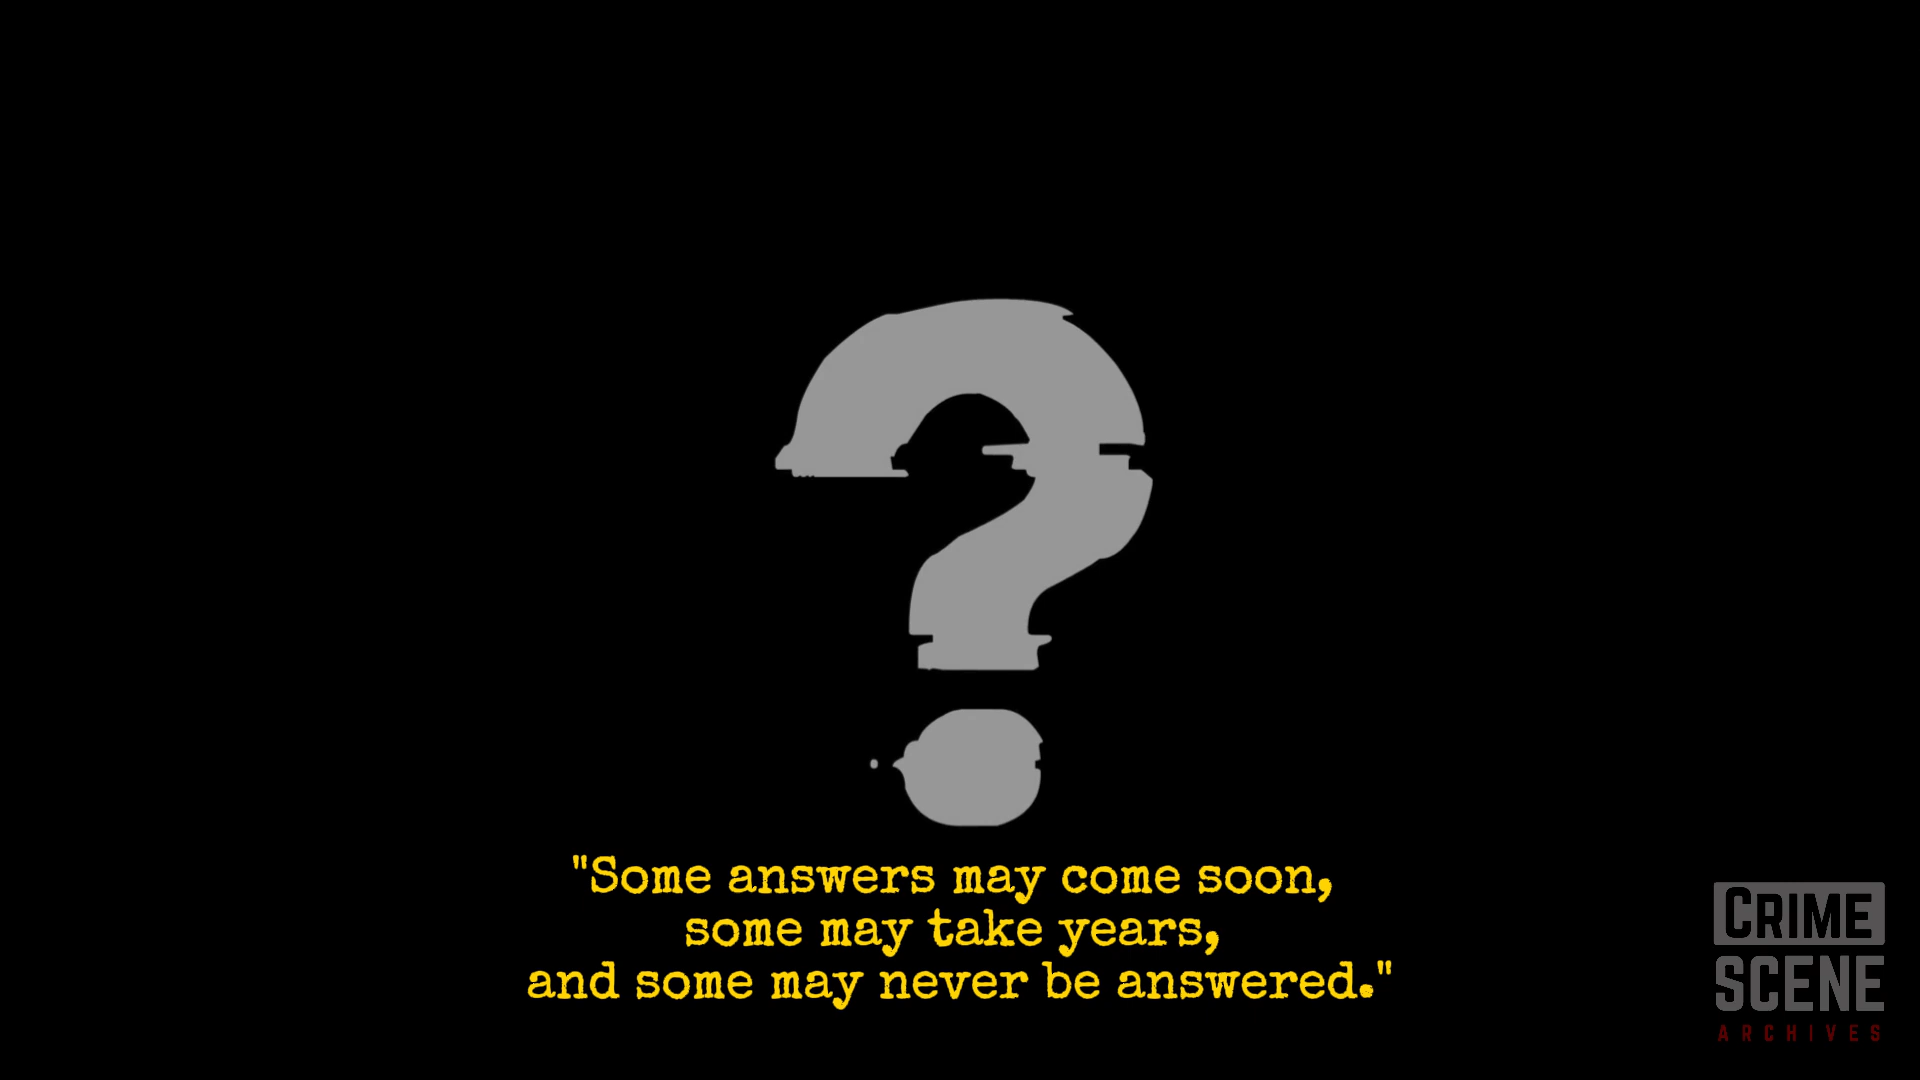 ?
"Some answers may come soon,
some may take years,
and some may never be answered."
CRIME
SCENE
ARCHIVES